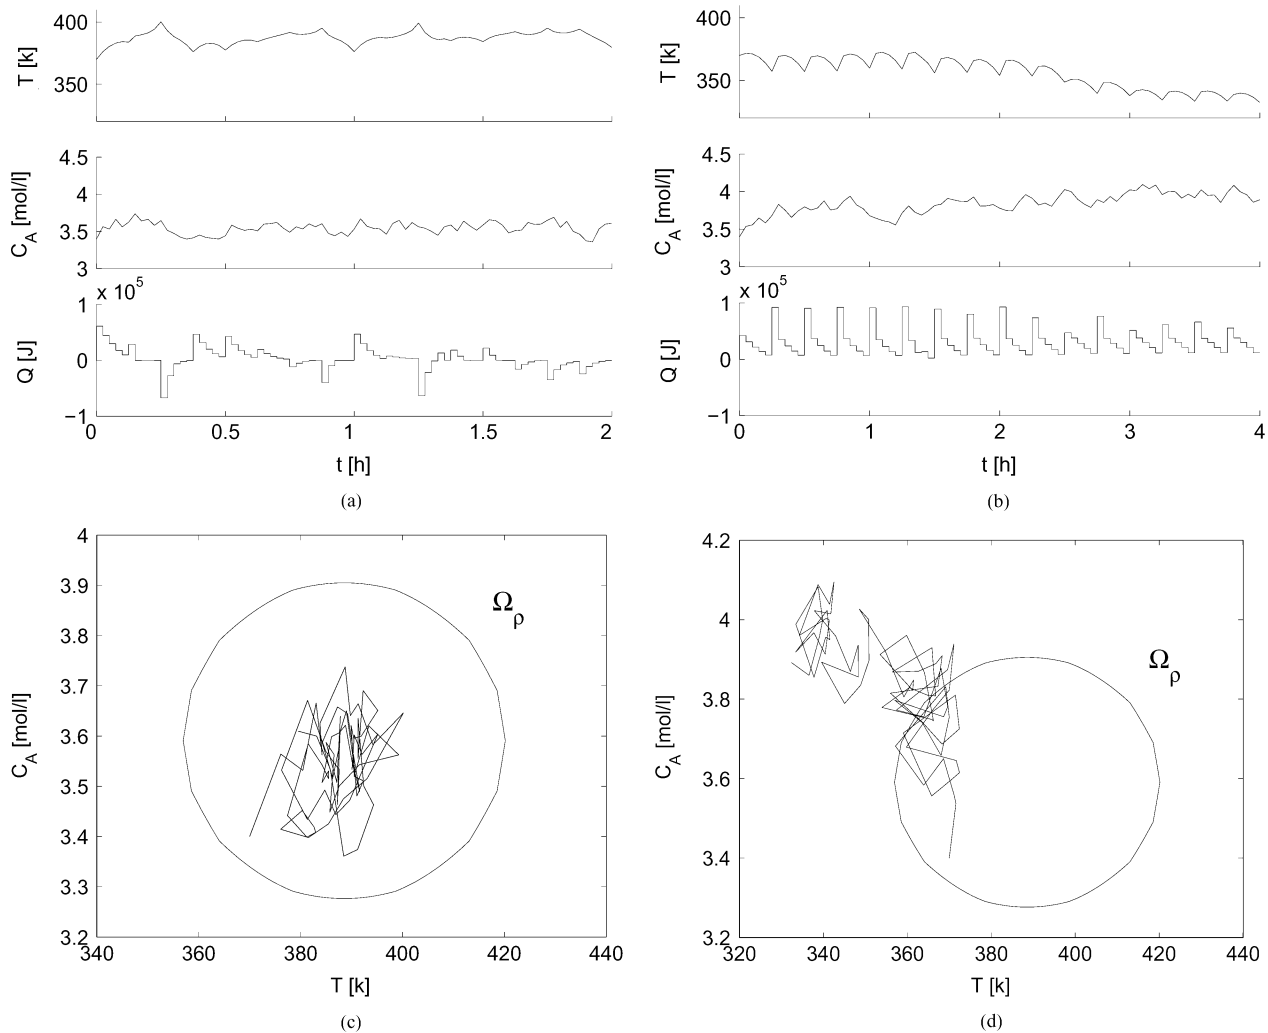 400
350
T [k]
4.5
4
3.5
3
C_A [mol/l]
x 10^5
1
0
−1
Q [J]
0 0.5 1 1.5 2
t [h]
(a)
400
350
T [k]
4.5
4
3.5
3
C_A [mol/l]
x 10^5
1
0
−1
Q [J]
0 1 2 3 4
t [h]
(b)
4
3.9
3.8
3.7
3.6
3.5
3.4
3.3
3.2
C_A [mol/l]
Ω_ρ
340 360 380 400 420 440
T [k]
(c)
4.2
4
3.8
3.6
3.4
3.2
C_A [mol/l]
Ω_ρ
320 340 360 380 400 420 440
T [k]
(d)